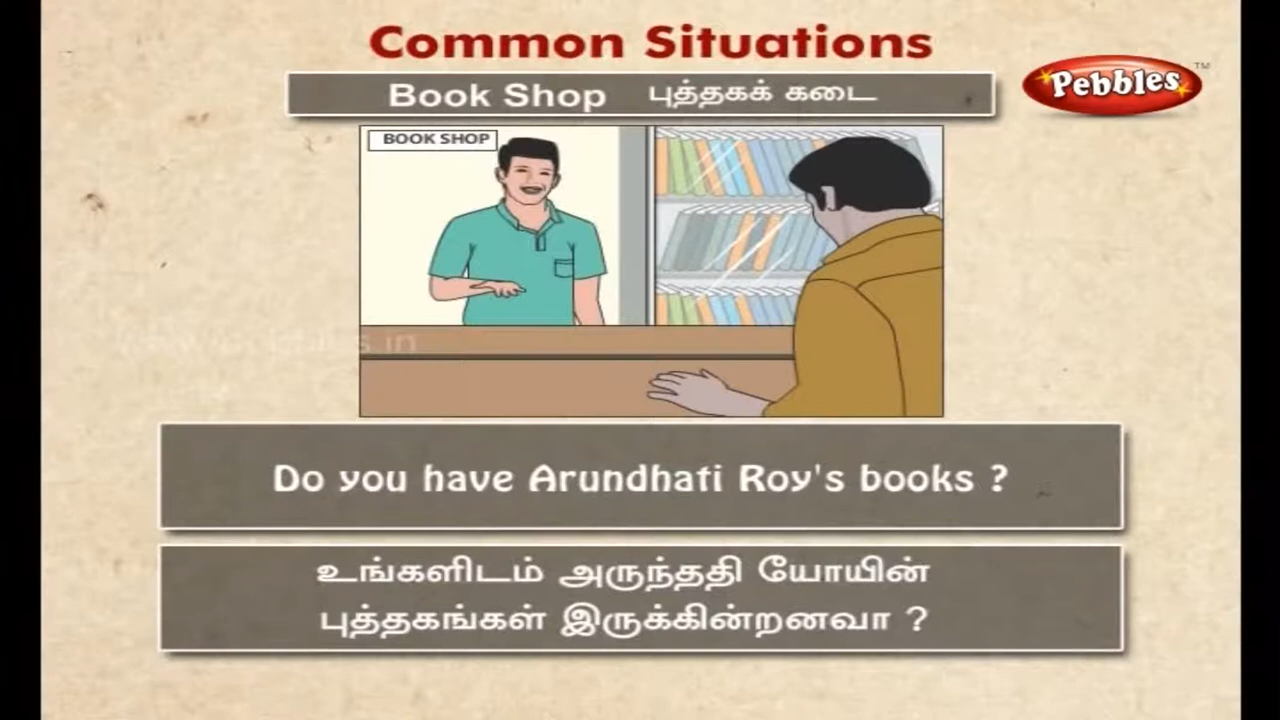 Common Situations
Book Shop புத்தகக் கடை
Pebbles™
BOOK SHOP
Do you have Arundhati Roy's books ?
உங்களிடம் அருந்ததி யோயின்
புத்தகங்கள் இருக்கின்றனவா ?